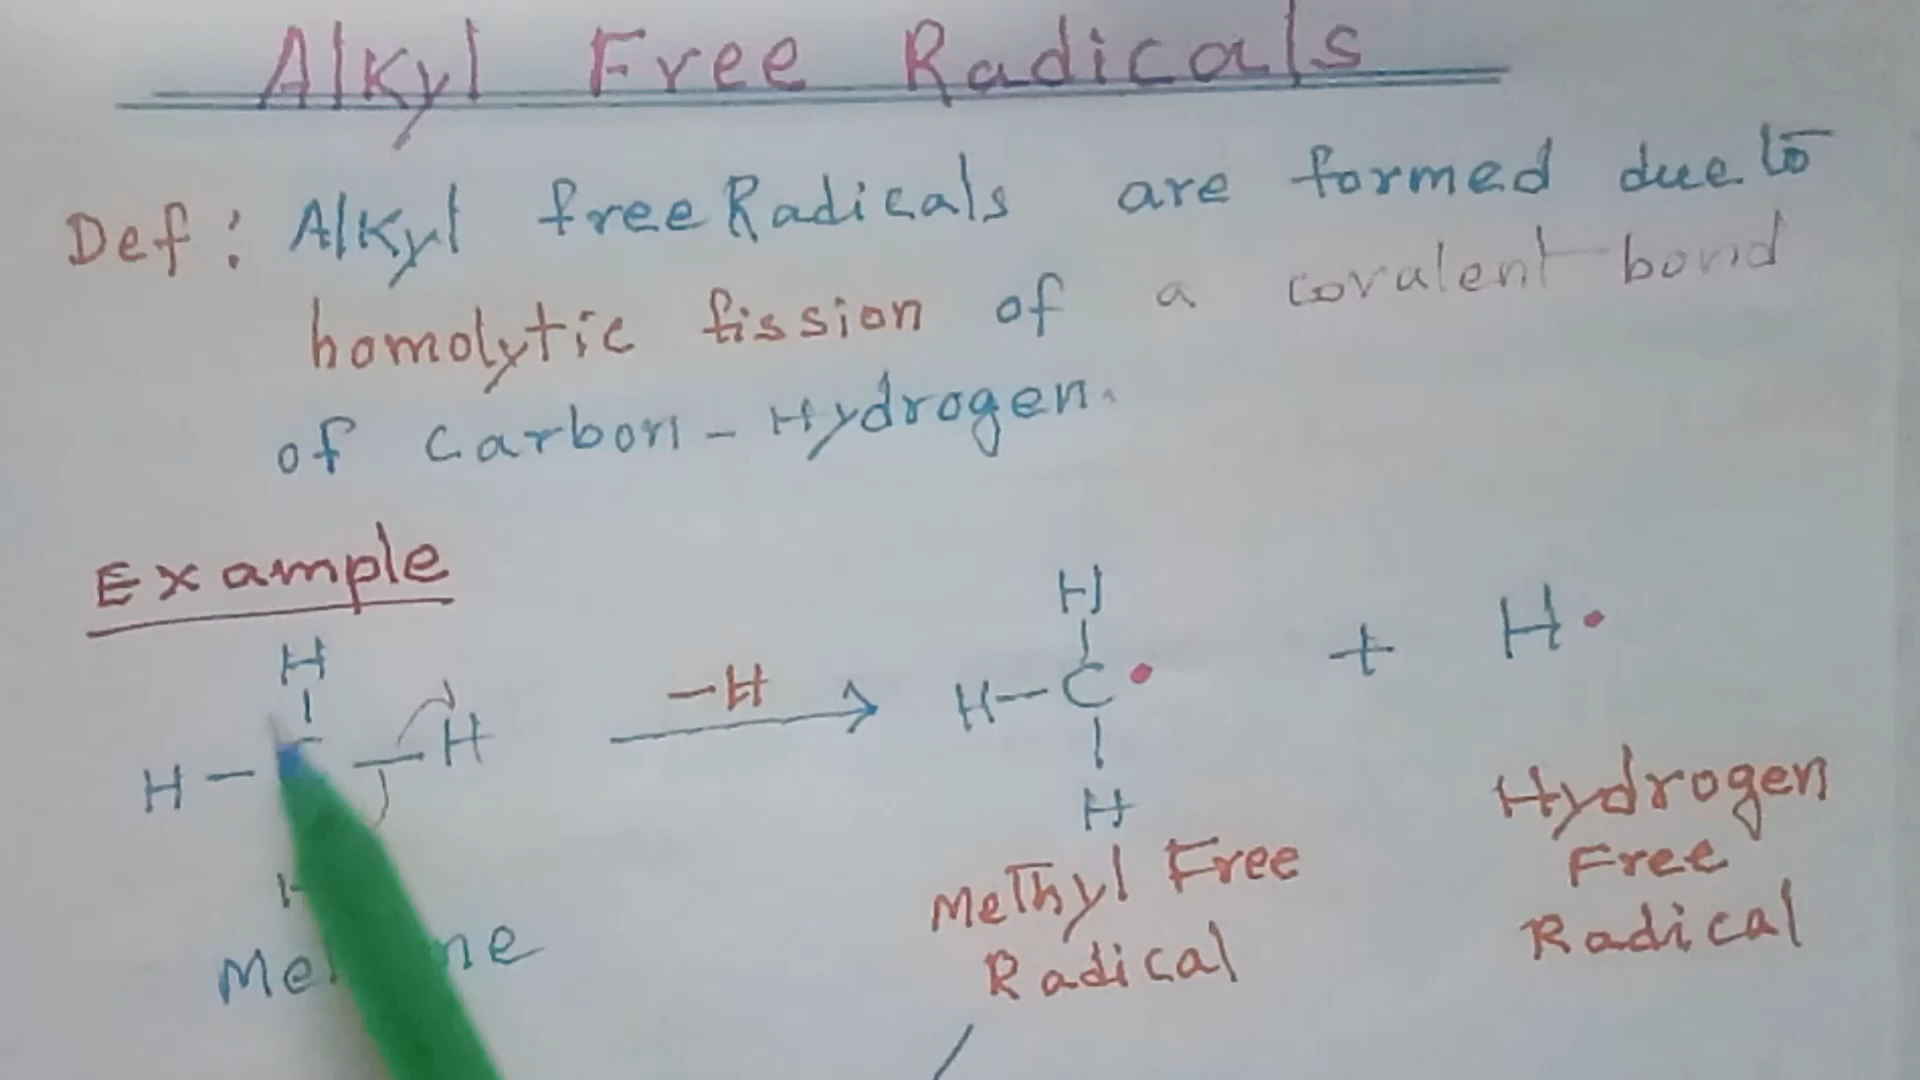 Alkyl Free Radicals
Def: Alkyl free Radicals are formed due to
homolytic fission of a covalent bond
of carbon - Hydrogen.
Example
H
H - - H
-H
H
H - C •
H
+ H •
Methyl Free
Radical
Hydrogen
Free
Radical